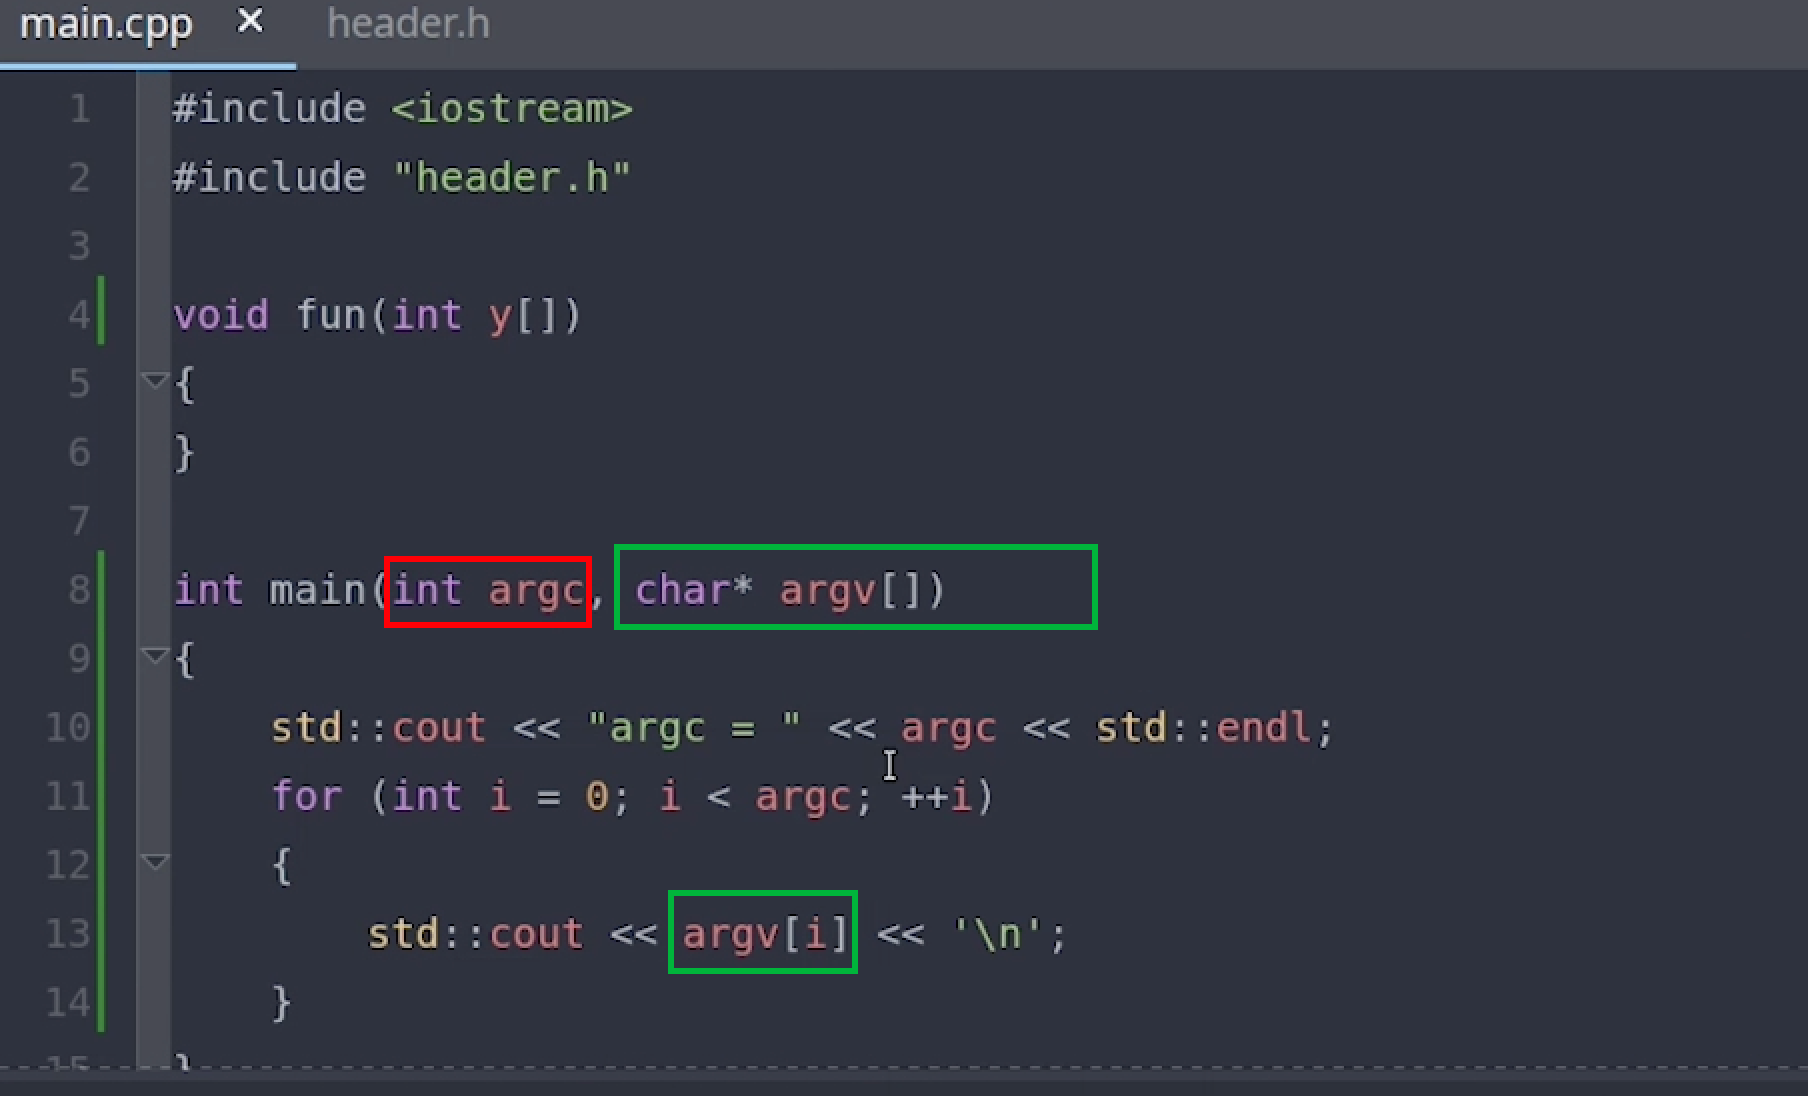 main.cpp × header.h
1 #include <iostream>
2 #include "header.h"
3
4 void fun(int y[])
5 {
6 }
7
8 int main(int argc, char* argv[])
9 {
10 std::cout << "argc = " << argc << std::endl;
11 for (int i = 0; i < argc; ++i)
12 {
13 std::cout << argv[i] << '\n';
14 }
15 }